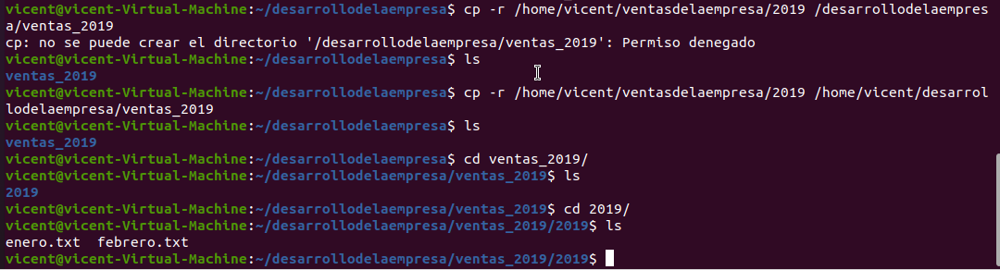 vicent@vicent-Virtual-Machine:~/desarrollodelaempresa$ cp -r /home/vicent/ventasdelaempresa/2019 /desarrollodelaempres
a/ventas_2019
cp: no se puede crear el directorio '/desarrollodelaempresa/ventas_2019': Permiso denegado
vicent@vicent-Virtual-Machine:~/desarrollodelaempresa$ ls
ventas_2019
vicent@vicent-Virtual-Machine:~/desarrollodelaempresa$ cp -r /home/vicent/ventasdelaempresa/2019 /home/vicent/desarrol
lodelaempresa/ventas_2019
vicent@vicent-Virtual-Machine:~/desarrollodelaempresa$ ls
ventas_2019
vicent@vicent-Virtual-Machine:~/desarrollodelaempresa$ cd ventas_2019/
vicent@vicent-Virtual-Machine:~/desarrollodelaempresa/ventas_2019$ ls
2019
vicent@vicent-Virtual-Machine:~/desarrollodelaempresa/ventas_2019$ cd 2019/
vicent@vicent-Virtual-Machine:~/desarrollodelaempresa/ventas_2019/2019$ ls
enero.txt  febrero.txt
vicent@vicent-Virtual-Machine:~/desarrollodelaempresa/ventas_2019/2019$